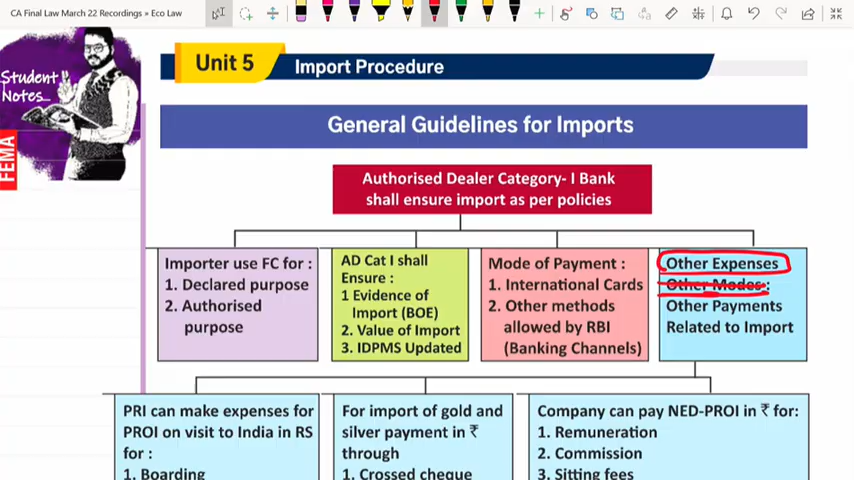 CA Final Law March 22 Recordings » Eco Law
Student
Notes...
FEMA
Unit 5
Import Procedure
General Guidelines for Imports
Authorised Dealer Category- I Bank
shall ensure import as per policies
Importer use FC for :
1. Declared purpose
2. Authorised
purpose
AD Cat I shall
Ensure :
1 Evidence of
Import (BOE)
2. Value of Import
3. IDPMS Updated
Mode of Payment :
1. International Cards
2. Other methods
allowed by RBI
(Banking Channels)
Other Expenses
Other Modes :
Other Payments
Related to Import
PRI can make expenses for
PROI on visit to India in RS
for :
1. Boarding
For import of gold and
silver payment in ₹
through
1. Crossed cheque
Company can pay NED-PROI in ₹ for:
1. Remuneration
2. Commission
3. Sitting fees